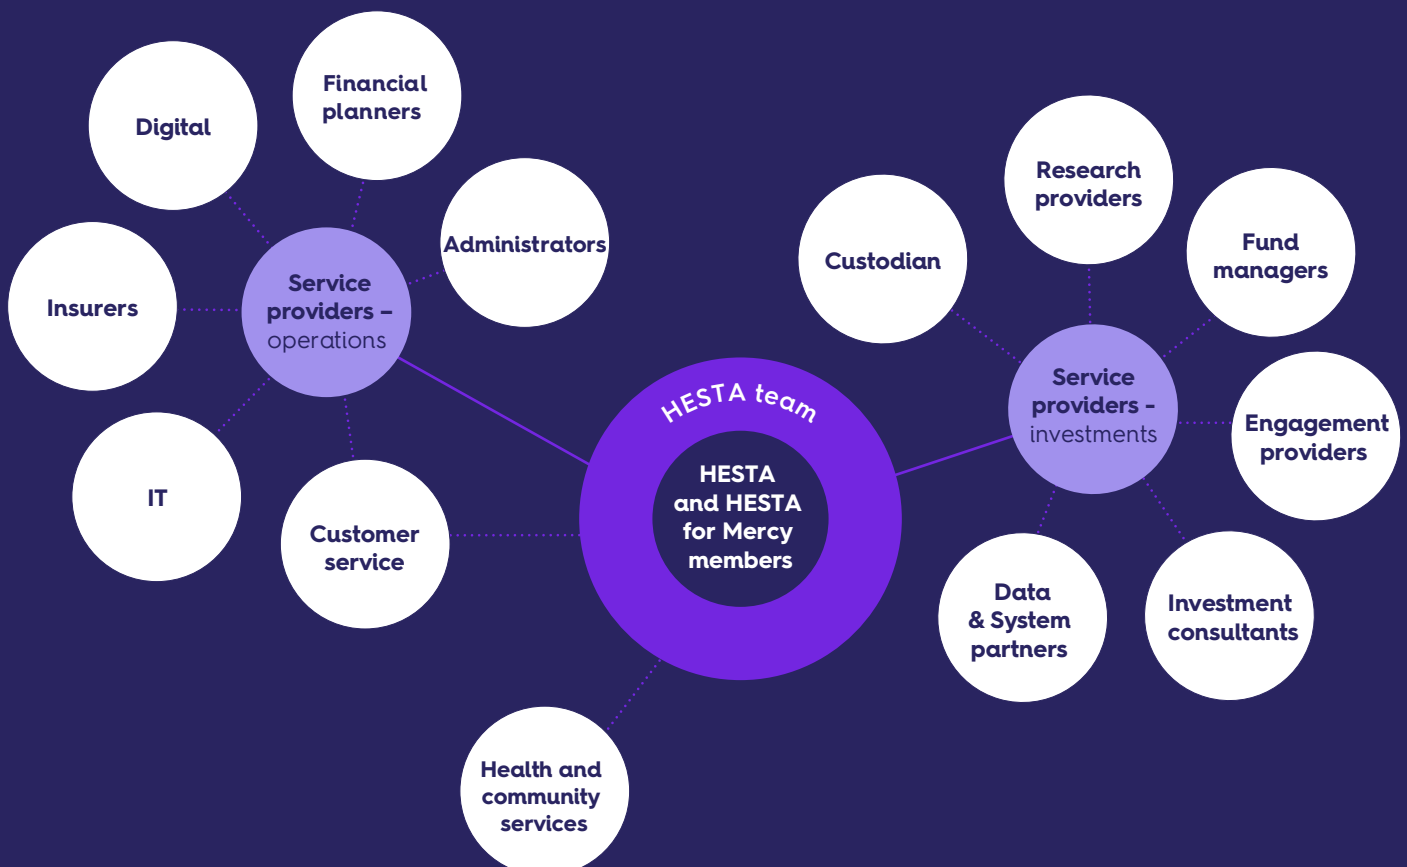 Financial
planners
Digital
Administrators
Service
providers –
operations
Insurers
IT
Customer
service
HESTA team
HESTA
and HESTA
for Mercy
members
Health and
community
services
Custodian
Research
providers
Fund
managers
Service
providers -
investments
Engagement
providers
Data
& System
partners
Investment
consultants